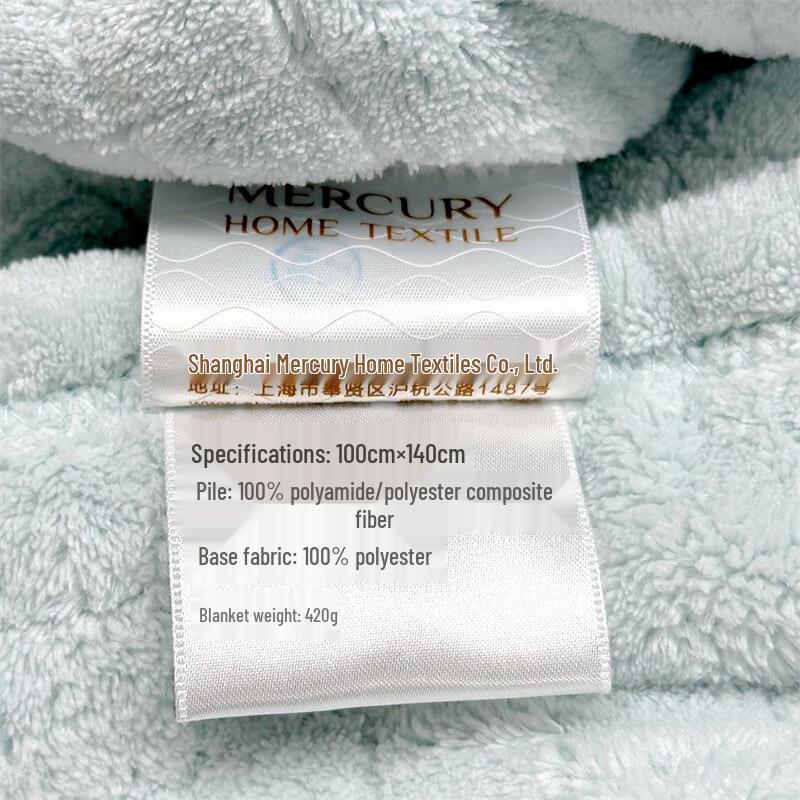 MERCURY
HOME TEXTILE
Shanghai Mercury Home Textiles Co., Ltd.
地址：上海市奉贤区沪杭公路1487号
Specifications: 100cm×140cm
Pile: 100% polyamide/polyester composite
fiber
Base fabric: 100% polyester
Blanket weight: 420g